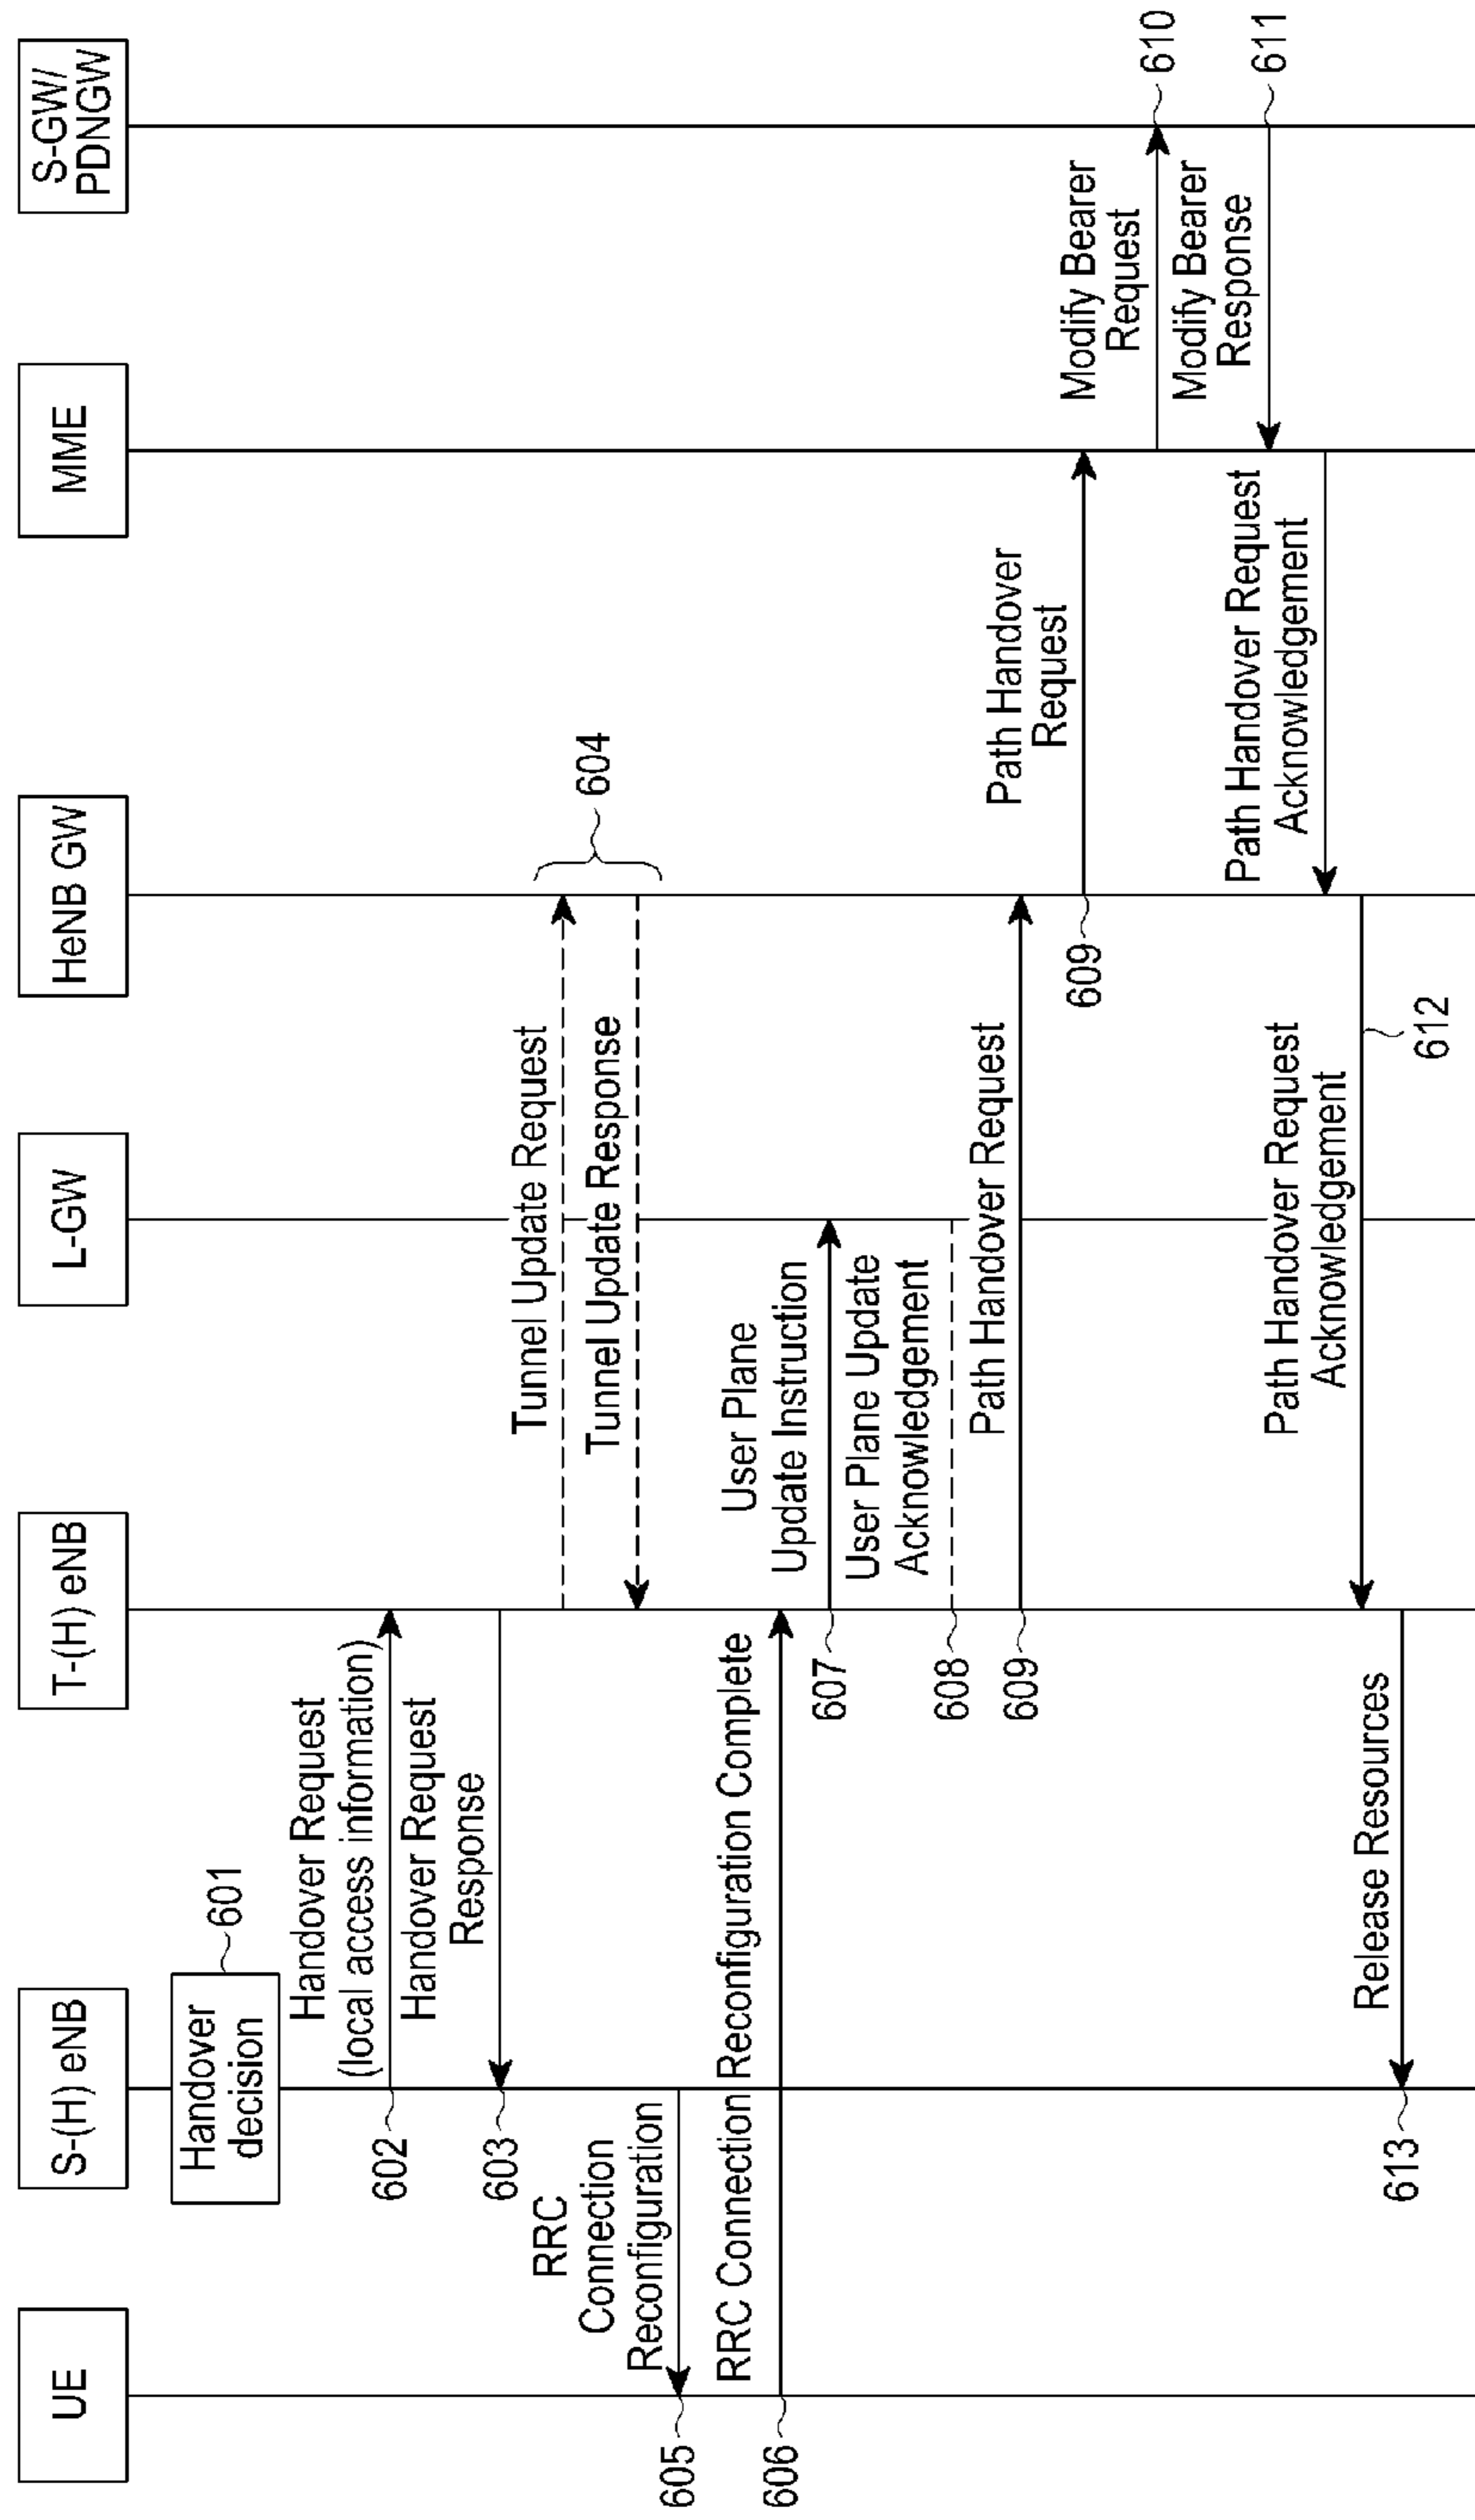 UE
S-(H) eNB
T-(H) eNB
L-GW
HeNB GW
MME
S-GW/
PDNGW
Handover
decision
601
Handover Request
(local access information)
602
Handover Request
Response
603
Tunnel Update Request
Tunnel Update Response
604
RRC
Connection
Reconfiguration
605
RRC Connection Reconfiguration Complete
606
User Plane
Update Instruction
607
User Plane Update
Acknowledgement
608
Path Handover Request
609
Path Handover
Request
609
Modify Bearer
Request
610
Modify Bearer
Response
611
Path Handover Request
Acknowledgement
Path Handover Request
Acknowledgement
612
Release Resources
613